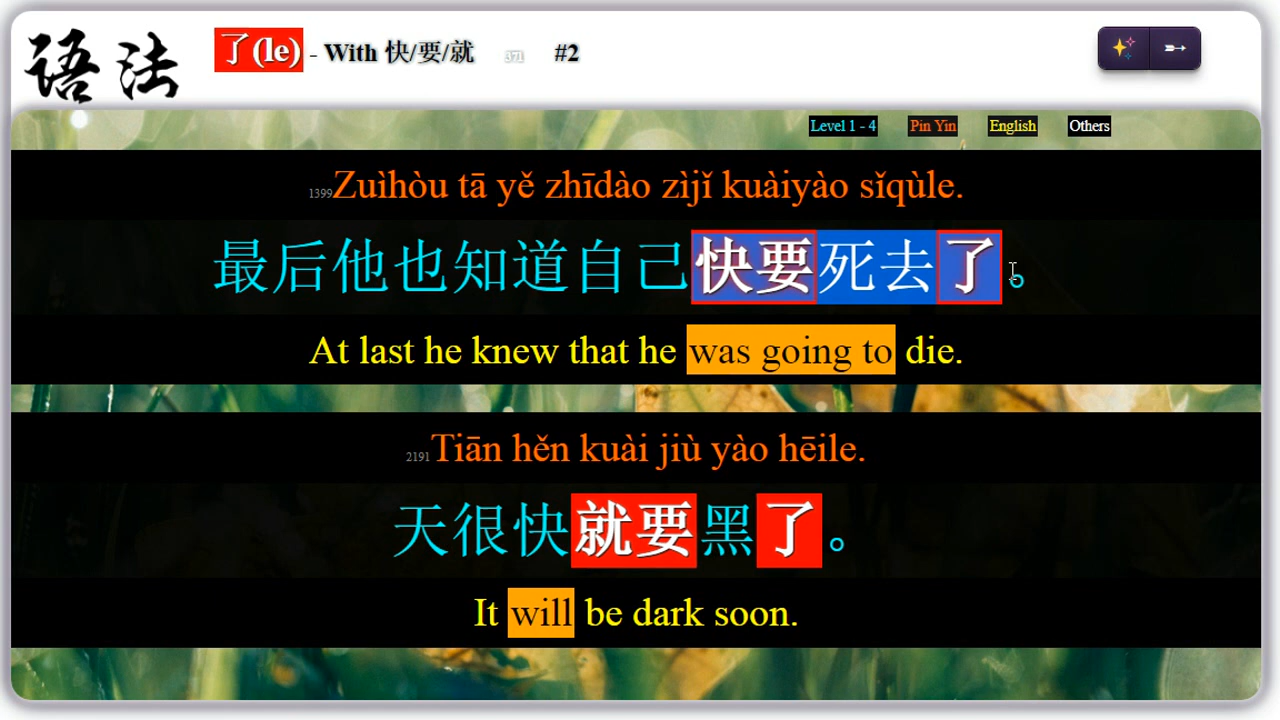 语法
了(le) - With 快/要/就 371 #2
Level 1 - 4 Pin Yin English Others
1399 Zuìhòu tā yě zhīdào zìjǐ kuàiyào sǐqùle.
最后他也知道自己快要死去了。
At last he knew that he was going to die.
2191 Tiān hěn kuài jiù yào hēile.
天很快就要黑了。
It will be dark soon.